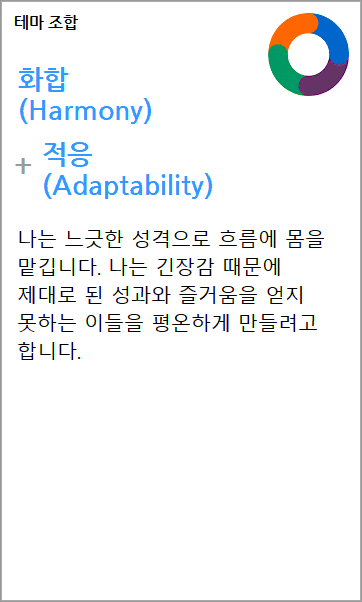 테마 조합
화합
(Harmony)
+ 적응
(Adaptability)
나는 느긋한 성격으로 흐름에 몸을
맡깁니다. 나는 긴장감 때문에
제대로 된 성과와 즐거움을 얻지
못하는 이들을 평온하게 만들려고
합니다.